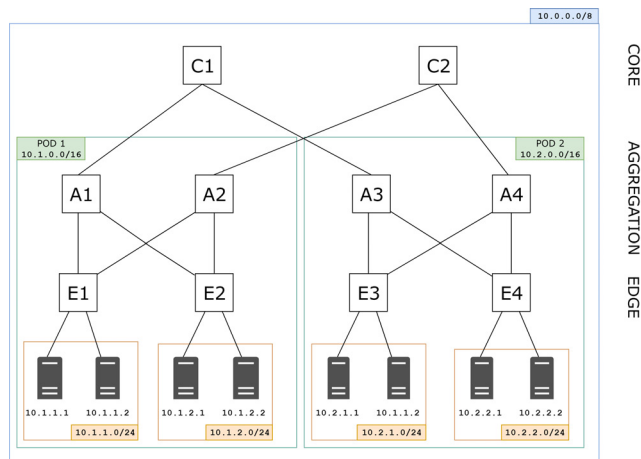 10.0.0.0/8
C1
C2
CORE
POD 1
10.1.0.0/16
POD 2
10.2.0.0/16
A1
A2
A3
A4
AGGREGATION
E1
E2
E3
E4
EDGE
10.1.1.1
10.1.1.2
10.1.2.1
10.1.2.2
10.2.1.1
10.1.1.2
10.2.2.1
10.2.2.2
10.1.1.0/24
10.1.2.0/24
10.2.1.0/24
10.2.2.0/24